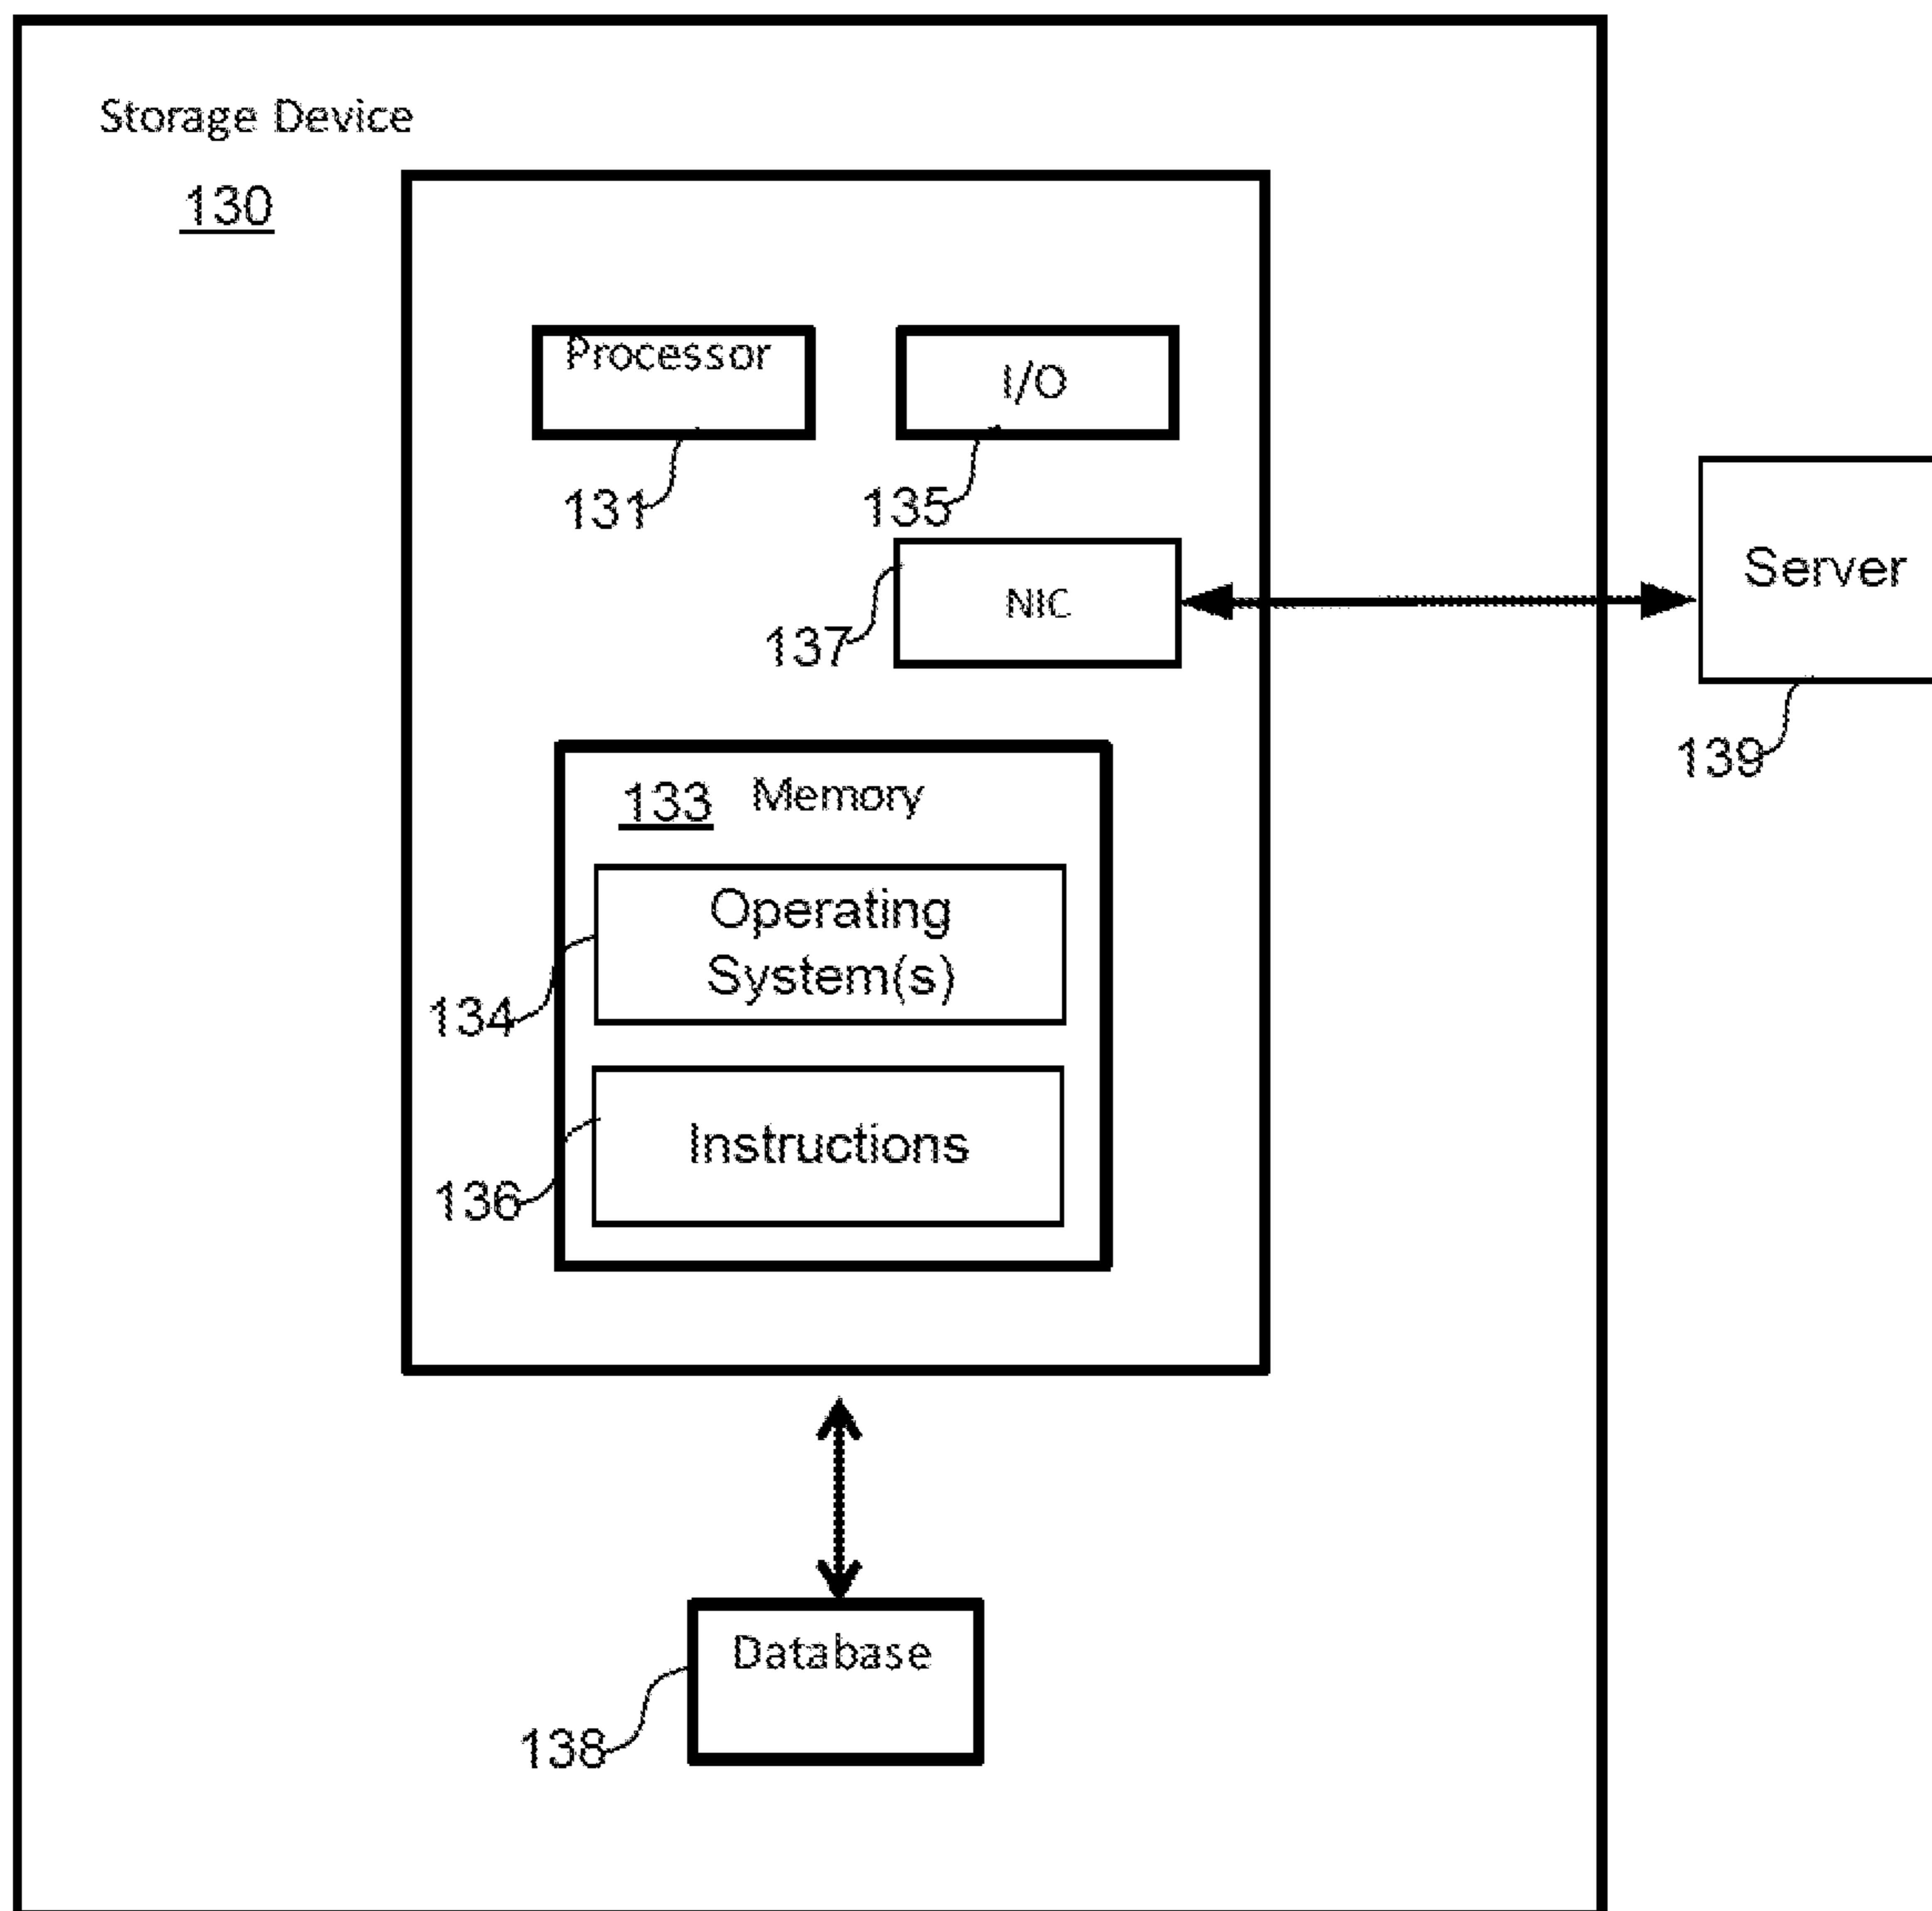 Storage Device
130
Processor
I/O
131
135
NIC
137
Server
139
133 Memory
Operating
System(s)
134
Instructions
136
Database
138